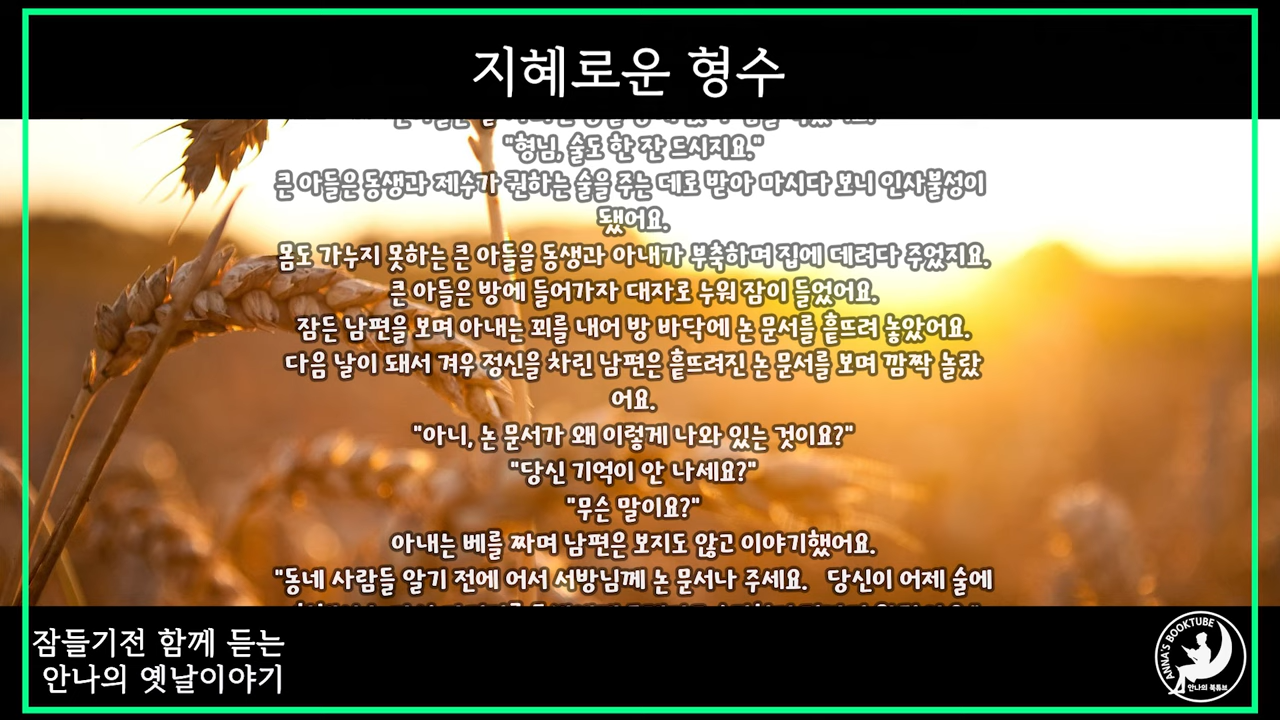 지혜로운 형수
"형님, 술도 한 잔 드시지요."
큰 아들은 동생과 제수가 권하는 술을 주는 데로 받아 마시다 보니 인사불성이
됐어요.
몸도 가누지 못하는 큰 아들을 동생과 아내가 부축하며 집에 데려다 주었지요.
큰 아들은 방에 들어가자 대자로 누워 잠이 들었어요.
잠든 남편을 보며 아내는 꾀를 내어 방 바닥에 논 문서를 흩뜨려 놓았어요.
다음 날이 돼서 겨우 정신을 차린 남편은 흩뜨려진 논 문서를 보며 깜짝 놀랐
어요.
"아니, 논 문서가 왜 이렇게 나와 있는 것이요?"
"당신 기억이 안 나세요?"
"무슨 말이요?"
아내는 베를 짜며 남편은 보지도 않고 이야기했어요.
"동네 사람들 알기 전에 어서 서방님께 논 문서나 주세요. 당신이 어제 술에
잠들기전 함께 듣는
안나의 옛날이야기
ANNA'S BOOKTUBE
안나의 북튜브